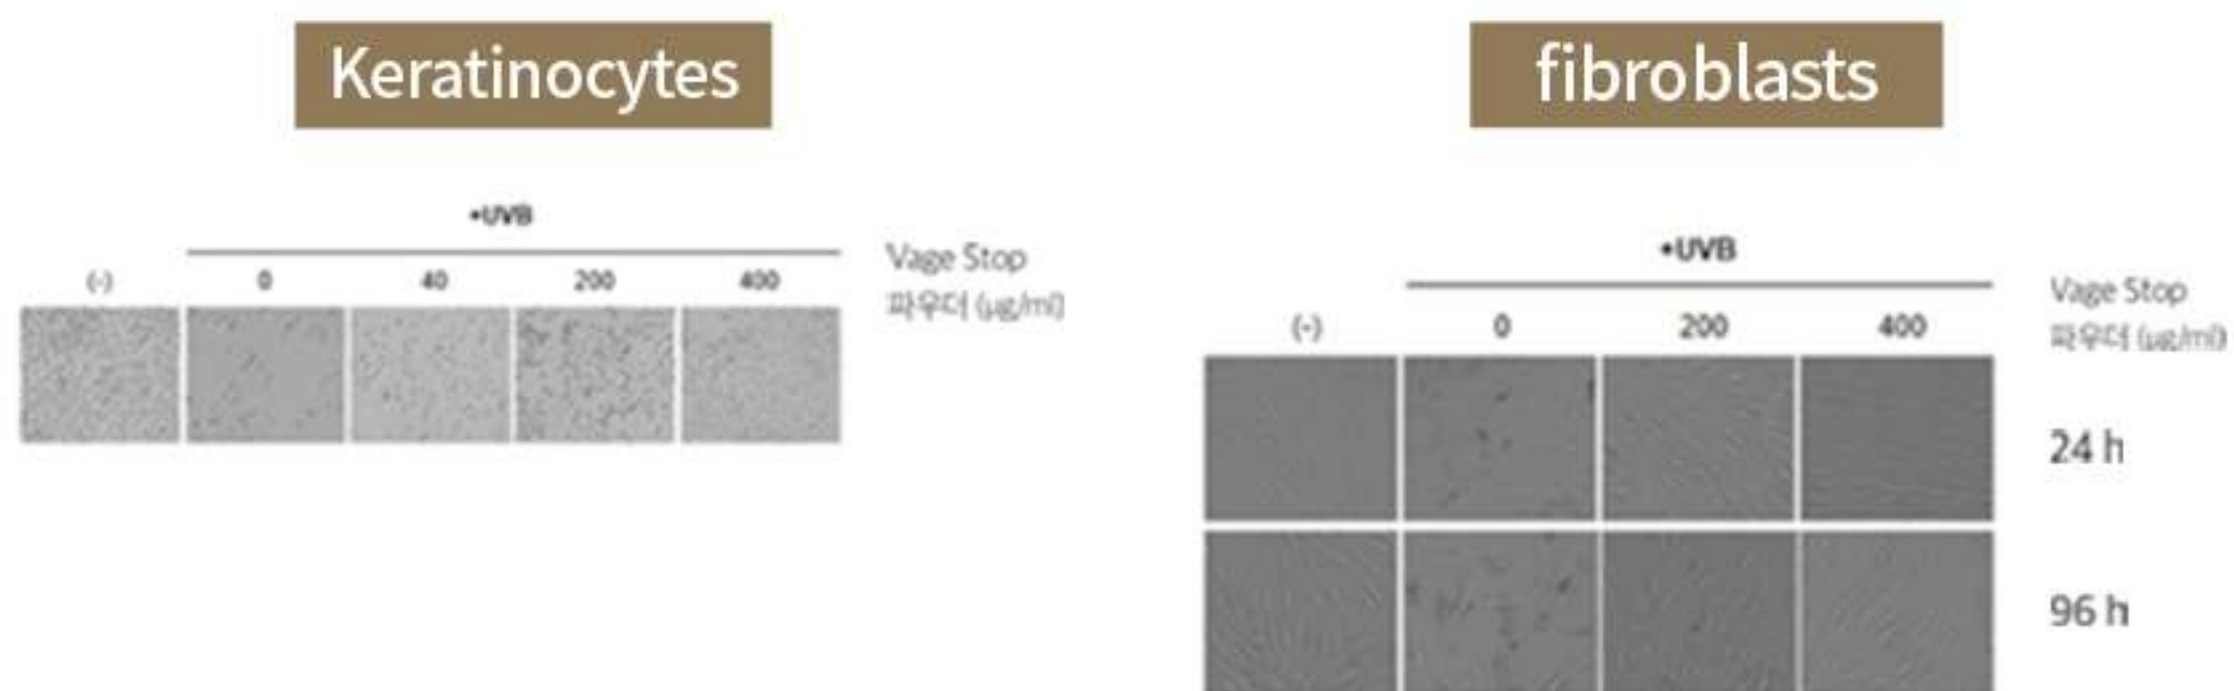 Keratinocytes
+UVB
(-) 0 40 200 400
Vage Stop
파우더 (μg/ml)
fibroblasts
+UVB
(-) 0 200 400
Vage Stop
파우더 (μg/ml)
24 h
96 h